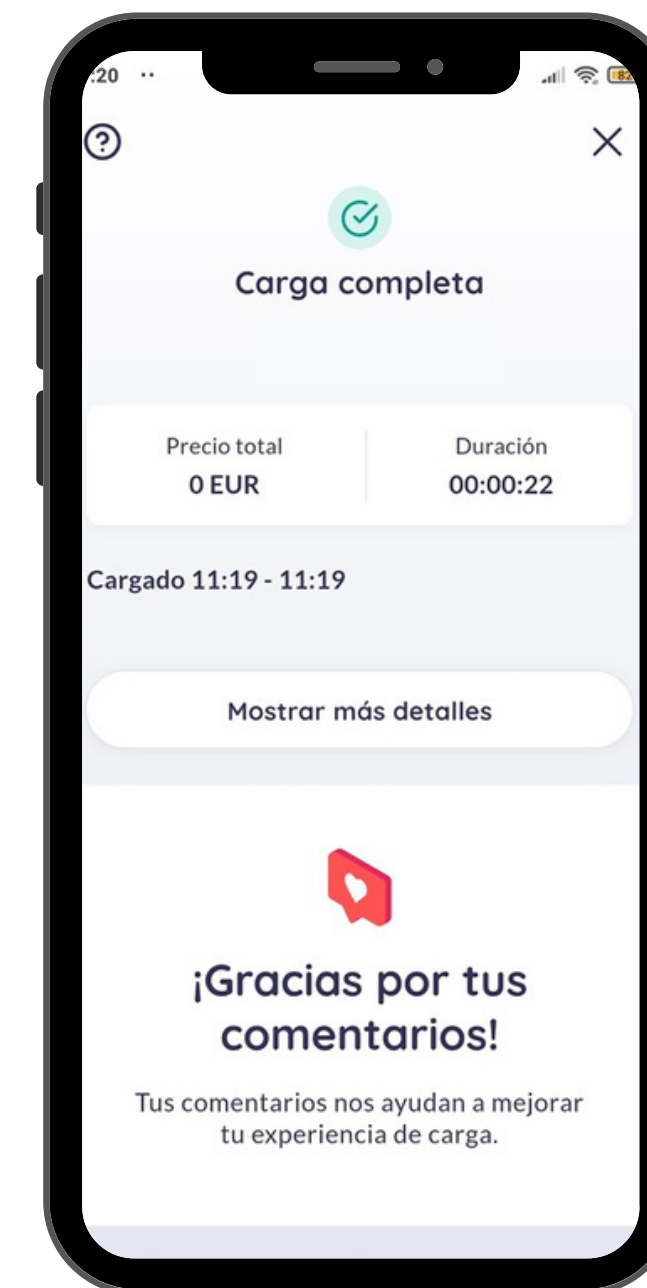 :20
82
Carga completa
Precio total
0 EUR
Duración
00:00:22
Cargado 11:19 - 11:19
Mostrar más detalles
¡Gracias por tus
comentarios!
Tus comentarios nos ayudan a mejorar
tu experiencia de carga.